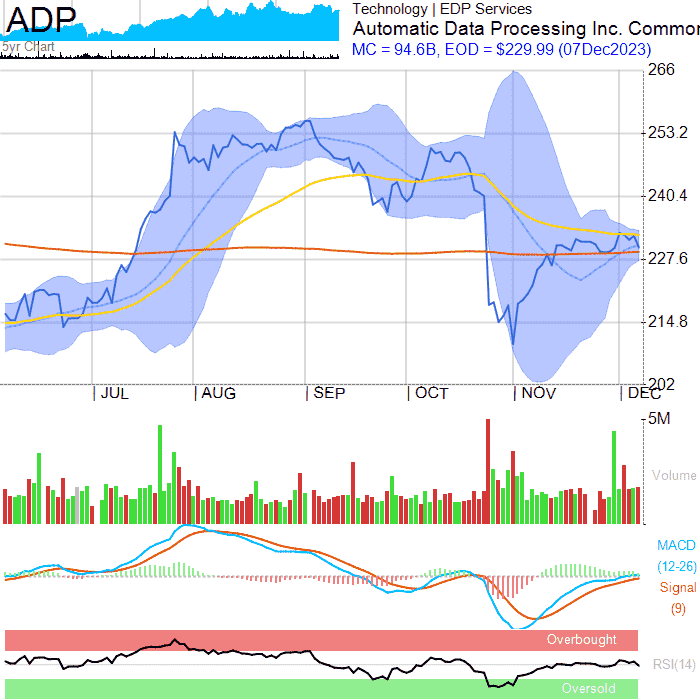 ADP
5yr Chart
Technology | EDP Services
Automatic Data Processing Inc. Common
MC = 94.6B, EOD = $229.99 (07Dec2023)
266
253.2
240.4
227.6
214.8
202
JUL AUG SEP OCT NOV DEC
5M
Volume
MACD
(12-26)
Signal
(9)
Overbought
RSI(14)
Oversold